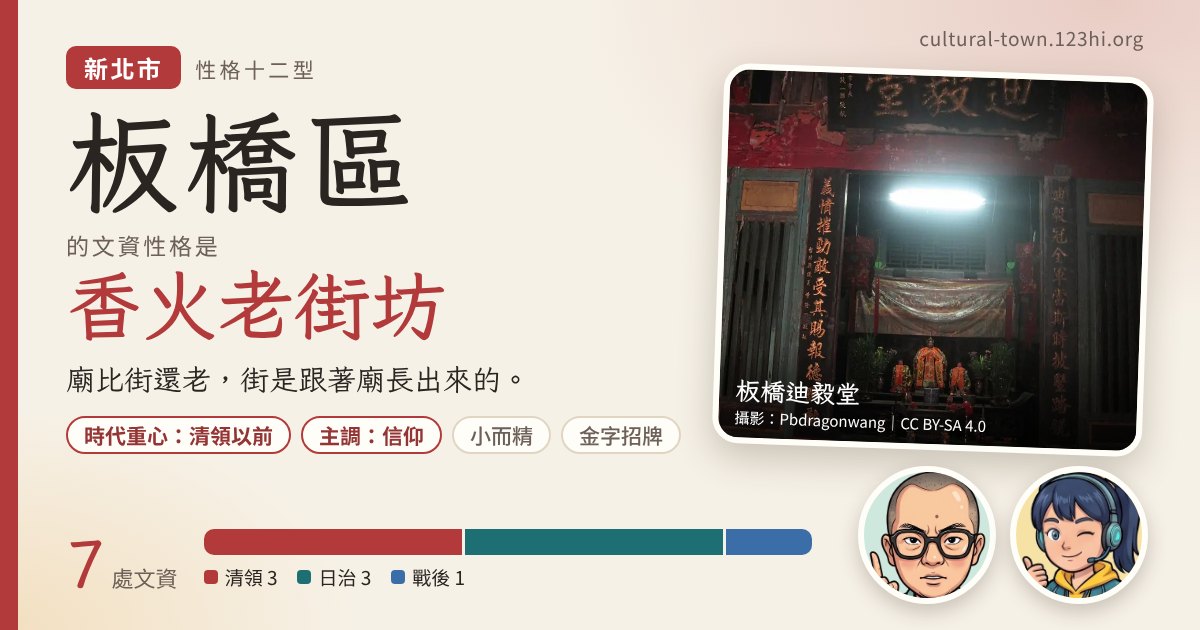 cultural-town.123hi.org
新北市 性格十二型
板橋區
的文資性格是
香火老街坊
廟比街還老，街是跟著廟長出來的。
時代重心：清領以前 主調：信仰 小而精 金字招牌
7 處文資
清領 3 日治 3 戰後 1
迪毅堂
義憤摧勁敵受其賜報德
板橋迪毅堂
攝影：Pbdragonwang｜CC BY-SA 4.0